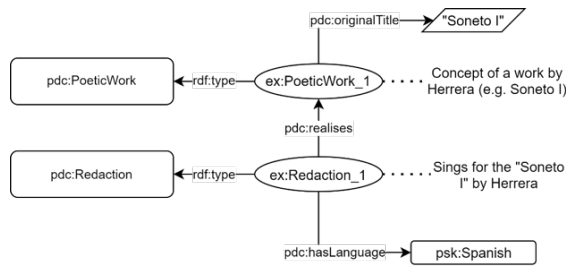 pdc:originalTitle
"Soneto I"
pdc:PoeticWork
rdf:type
ex:PoeticWork_1
Concept of a work by
Herrera (e.g. Soneto I)
pdc:realises
pdc:Redaction
rdf:type
ex:Redaction_1
Sings for the "Soneto
I" by Herrera
pdc:hasLanguage
psk:Spanish